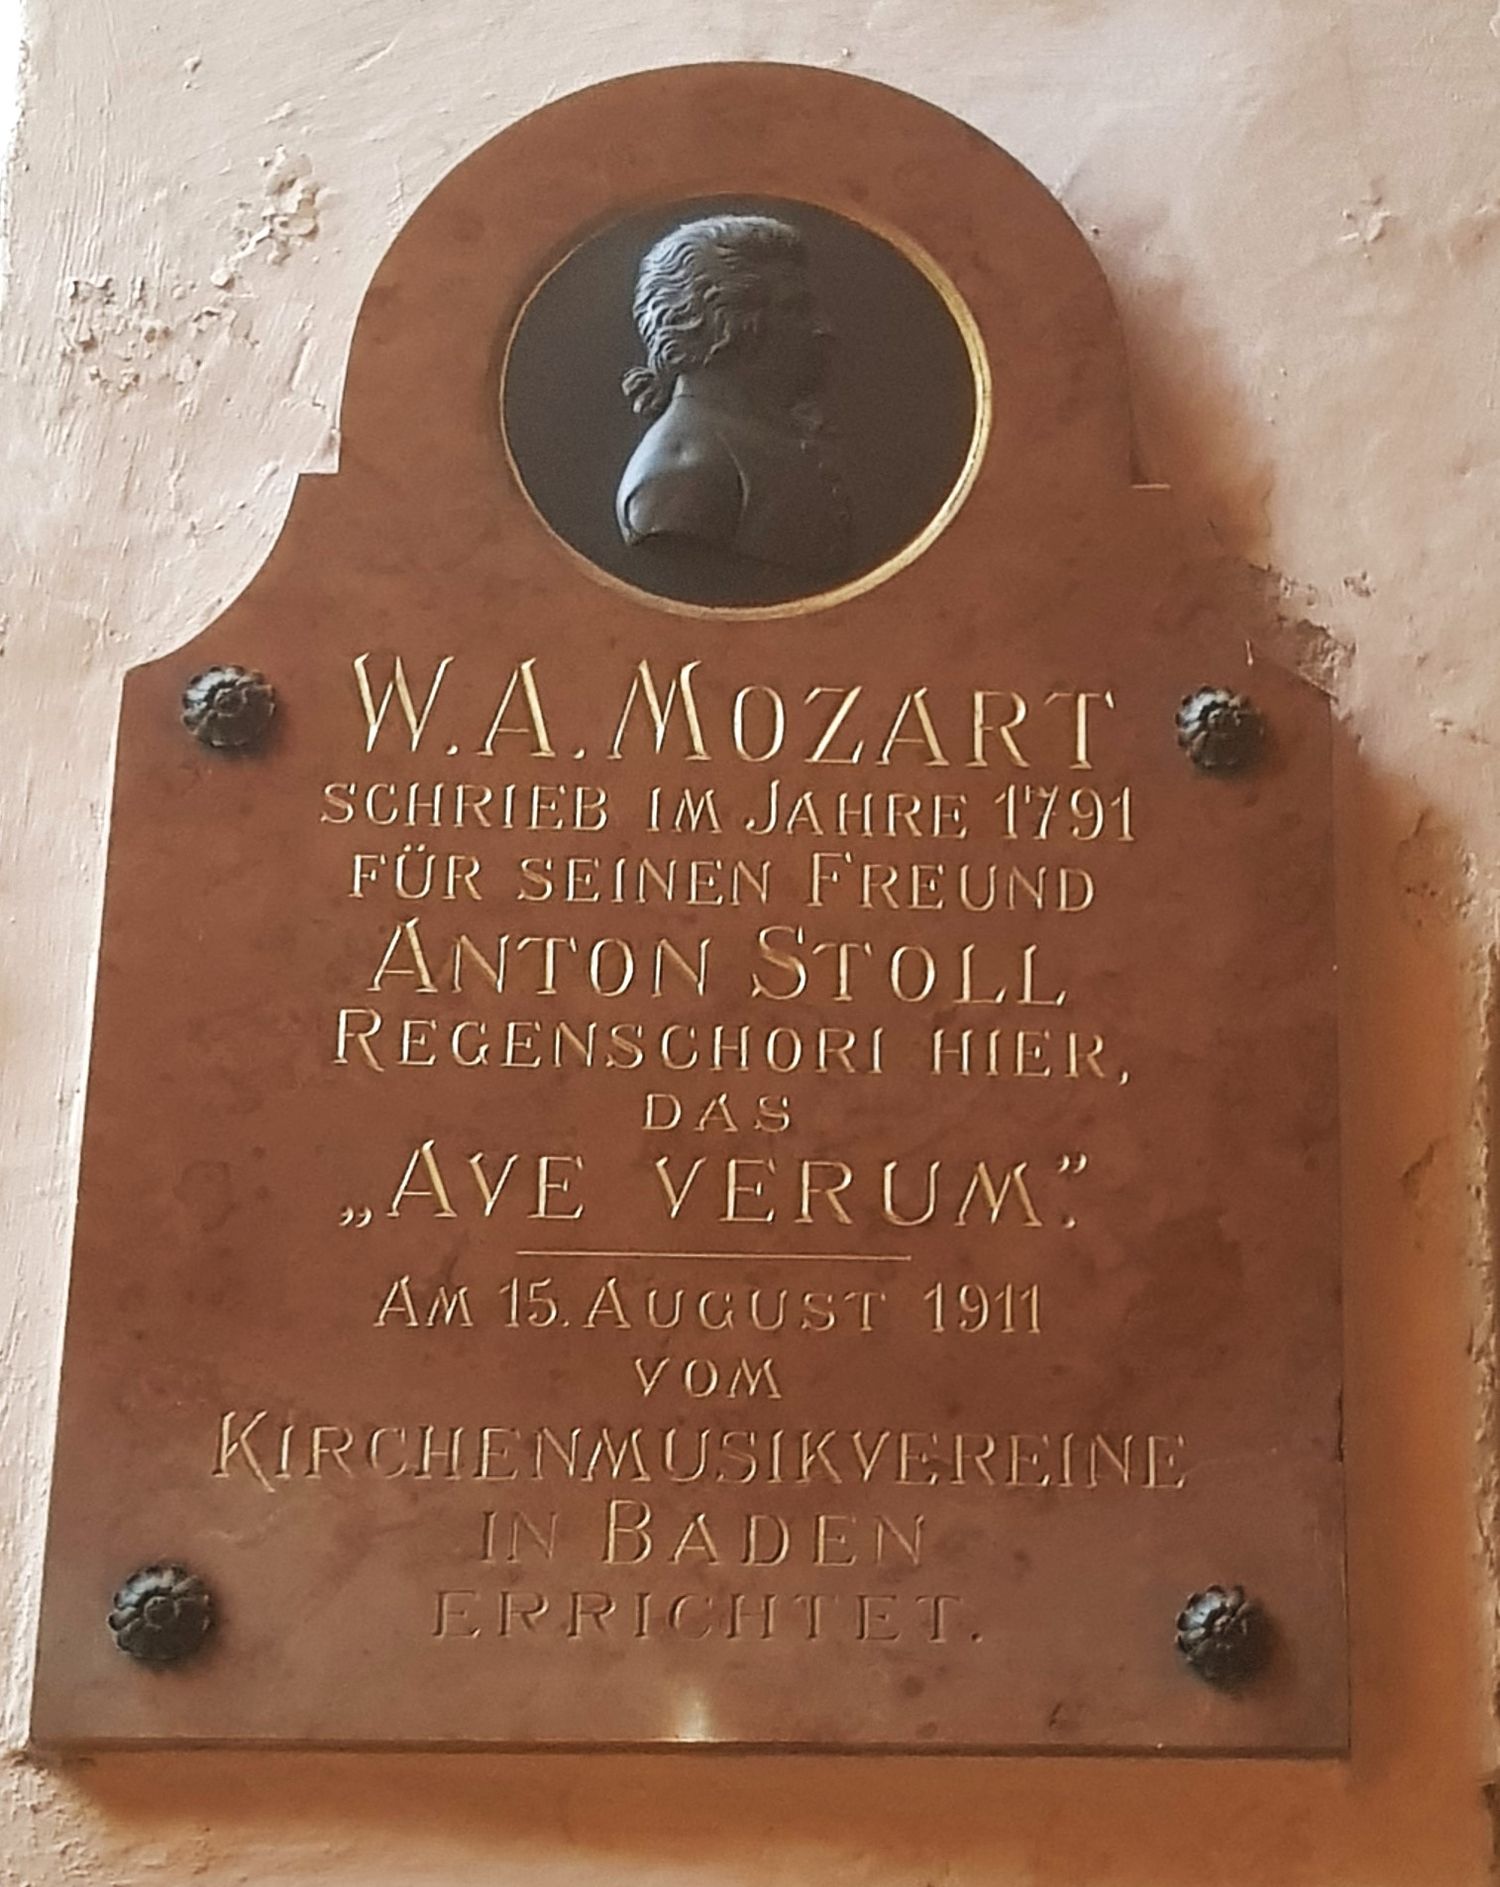 W. A. MOZART
SCHRIEB IM JAHRE 1791
FÜR SEINEN FREUND
ANTON STOLL
REGENSCHORI HIER,
DAS
„AVE VERUM”.
AM 15. AUGUST 1911
VOM
KIRCHENMUSIKVEREINE
IN BADEN
ERRICHTET.